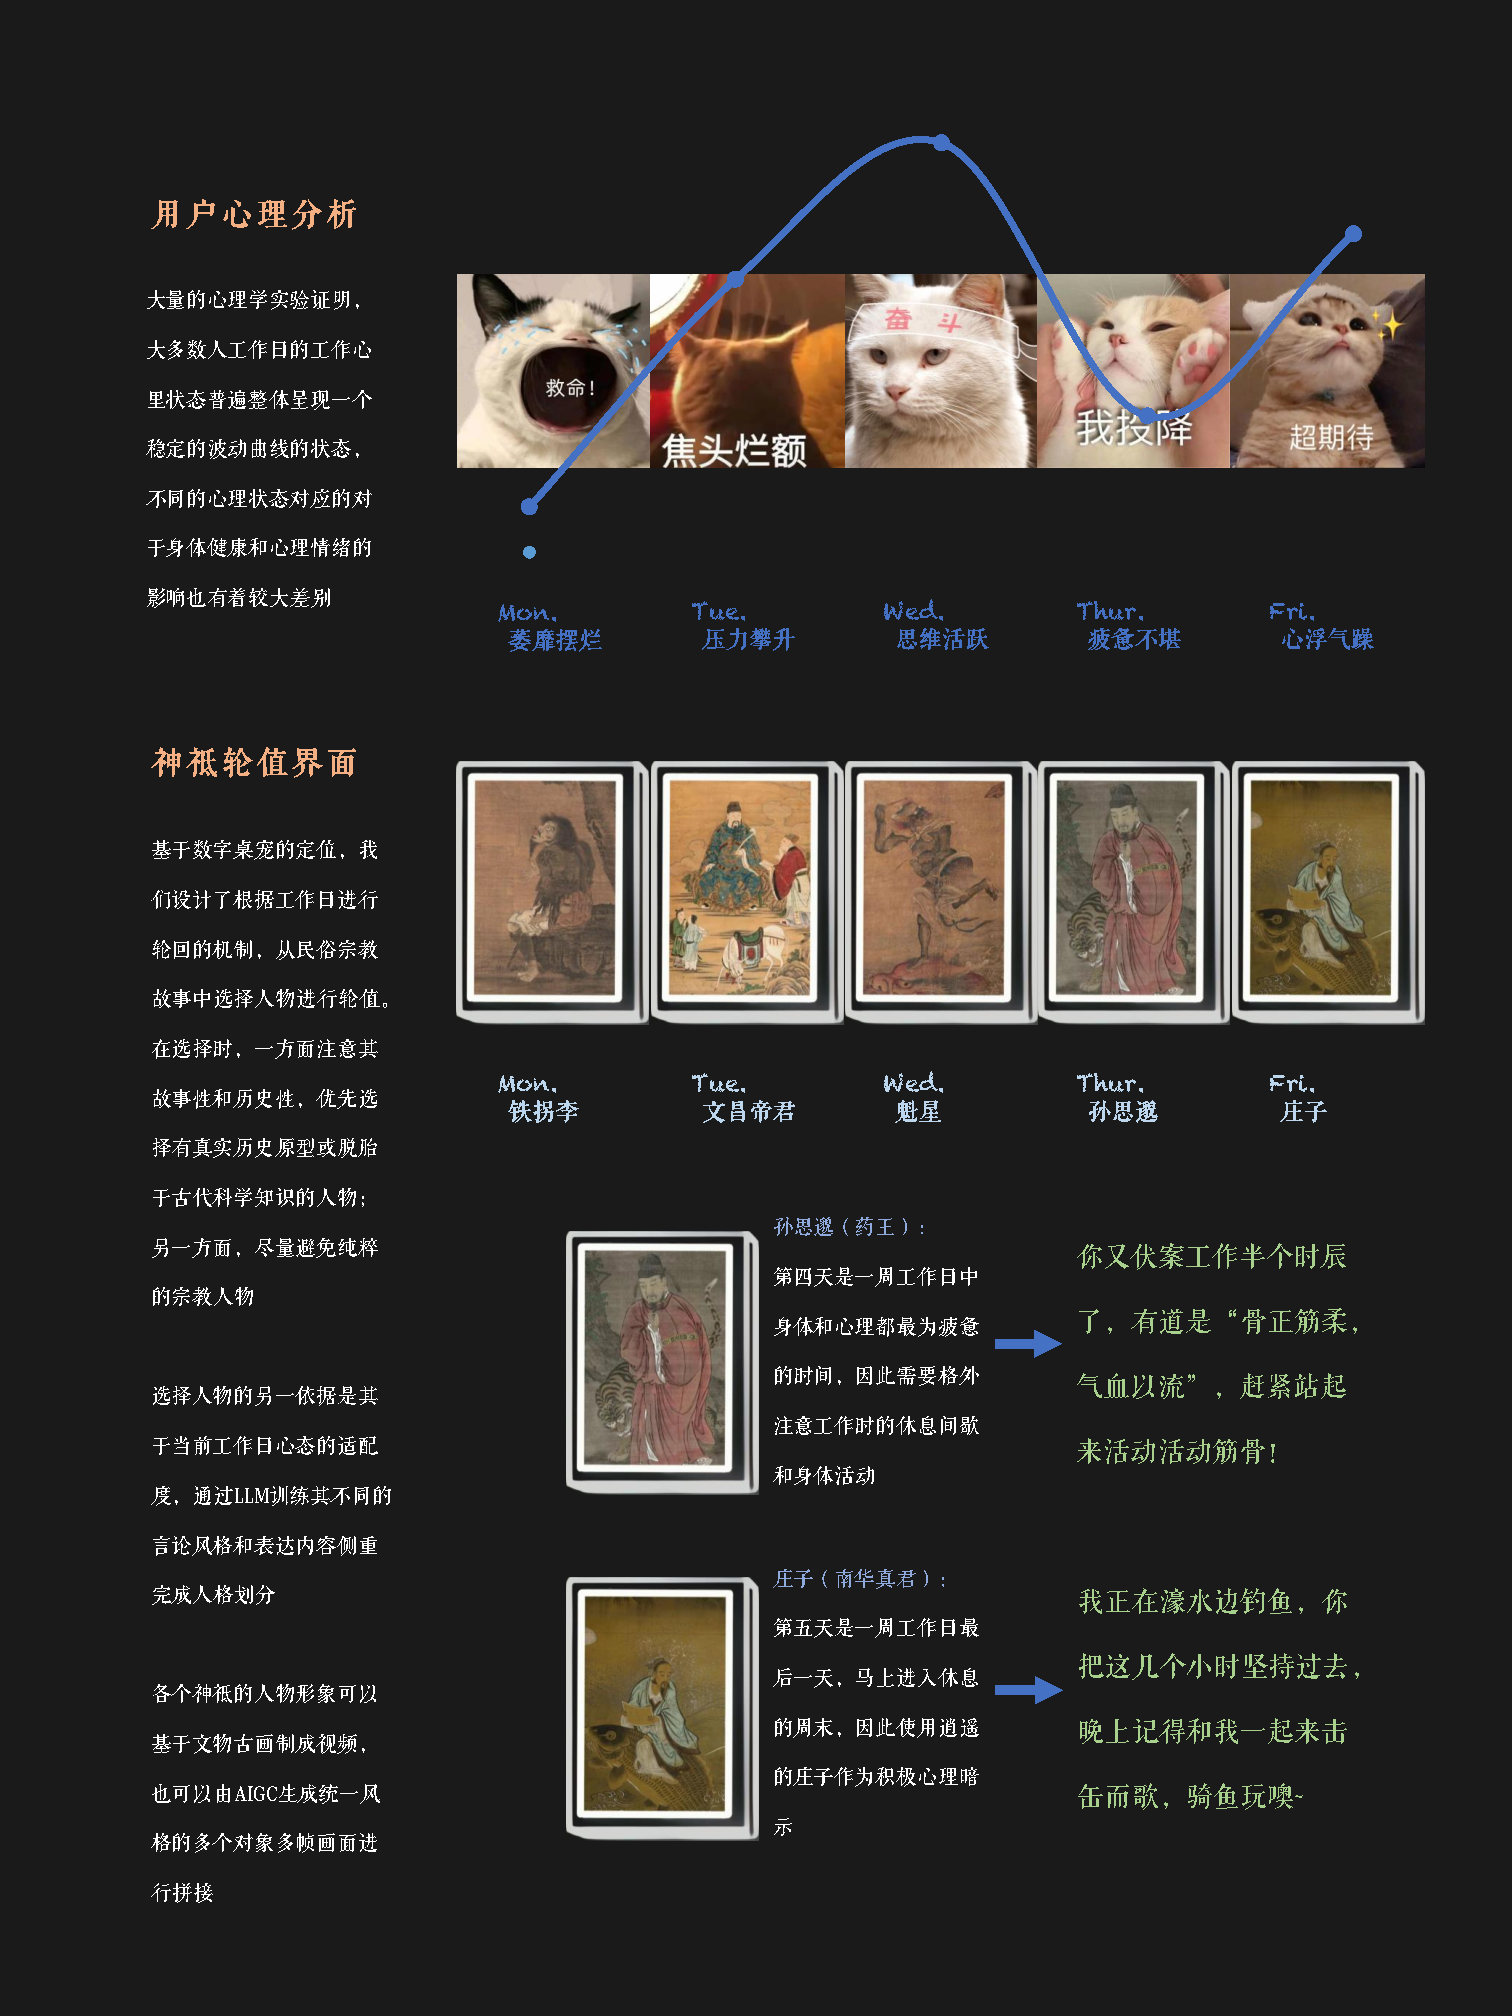 用户心理分析
大量的心理学实验证明，
大多数人工作日的工作心
里状态普遍整体呈现一个
稳定的波动曲线的状态，
不同的心理状态对应的对
于身体健康和心理情绪的
影响也有着较大差别
救命！
焦头烂额
奋斗
我投降
超期待
Mon.
萎靡摆烂
Tue.
压力攀升
Wed.
思维活跃
Thur.
疲惫不堪
Fri.
心浮气躁
神祇轮值界面
基于数字桌宠的定位，我
们设计了根据工作日进行
轮回的机制，从民俗宗教
故事中选择人物进行轮值。
在选择时，一方面注意其
故事性和历史性，优先选
择有真实历史原型或脱胎
于古代科学知识的人物；
另一方面，尽量避免纯粹
的宗教人物
选择人物的另一依据是其
于当前工作日心态的适配
度，通过LLM训练其不同的
言论风格和表达内容侧重
完成人格划分
各个神祇的人物形象可以
基于文物古画制成视频，
也可以由AIGC生成统一风
格的多个对象多帧画面进
行拼接
Mon.
铁拐李
Tue.
文昌帝君
Wed.
魁星
Thur.
孙思邈
Fri.
庄子
孙思邈（药王）：
第四天是一周工作日中
身体和心理都最为疲惫
的时间，因此需要格外
注意工作时的休息间歇
和身体活动
你又伏案工作半个时辰
了，有道是“骨正筋柔，
气血以流”，赶紧站起
来活动活动筋骨！
庄子（南华真君）：
第五天是一周工作日最
后一天，马上进入休息
的周末，因此使用逍遥
的庄子作为积极心理暗
示
我正在濠水边钓鱼，你
把这几个小时坚持过去，
晚上记得和我一起来击
缶而歌，骑鱼玩噢~